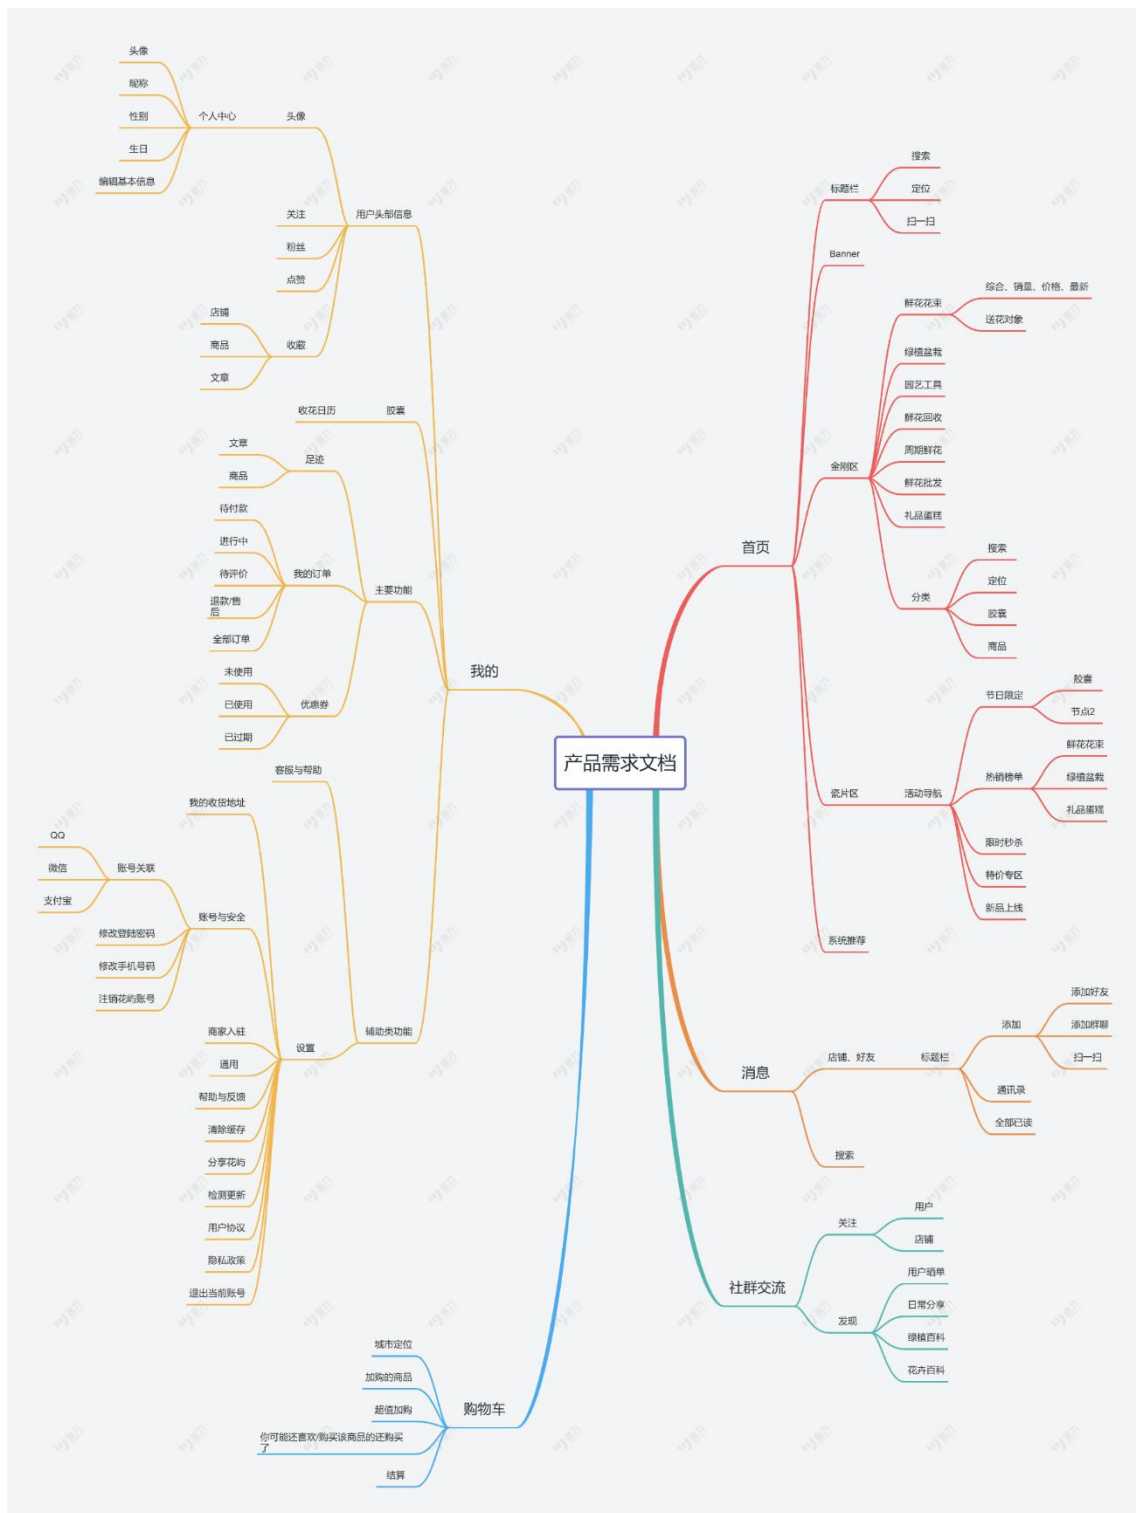 产品需求文档
首页
标题栏
搜索
定位
扫一扫
Banner
金刚区
鲜花花束
综合、销量、价格、最新
送花对象
绿植盆栽
园艺工具
鲜花回收
周期鲜花
鲜花批发
礼品蛋糕
分类
搜索
定位
胶囊
商品
瓷片区
活动导航
节日限定
胶囊
节点2
热销榜单
鲜花花束
绿植盆栽
礼品蛋糕
限时秒杀
特价专区
新品上线
系统推荐
消息
店铺、好友
标题栏
添加
添加好友
添加群聊
扫一扫
通讯录
全部已读
搜索
社群交流
关注
用户
店铺
发现
用户晒单
日常分享
绿植百科
花卉百科
我的
用户头部信息
头像
个人中心
头像
昵称
性别
生日
编辑基本信息
关注
粉丝
点赞
收藏
店铺
商品
文章
胶囊
收花日历
主要功能
足迹
文章
商品
我的订单
待付款
进行中
待评价
退款/售
后
全部订单
优惠券
未使用
已使用
已过期
辅助类功能
客服与帮助
设置
我的收货地址
账号与安全
账号关联
QQ
微信
支付宝
修改登陆密码
修改手机号码
注销花屿账号
商家入驻
通用
帮助与反馈
清除缓存
分享花屿
检测更新
用户协议
隐私政策
退出当前账号
购物车
城市定位
加购的商品
超值加购
你可能还喜欢/购买该商品的还购买
了
结算